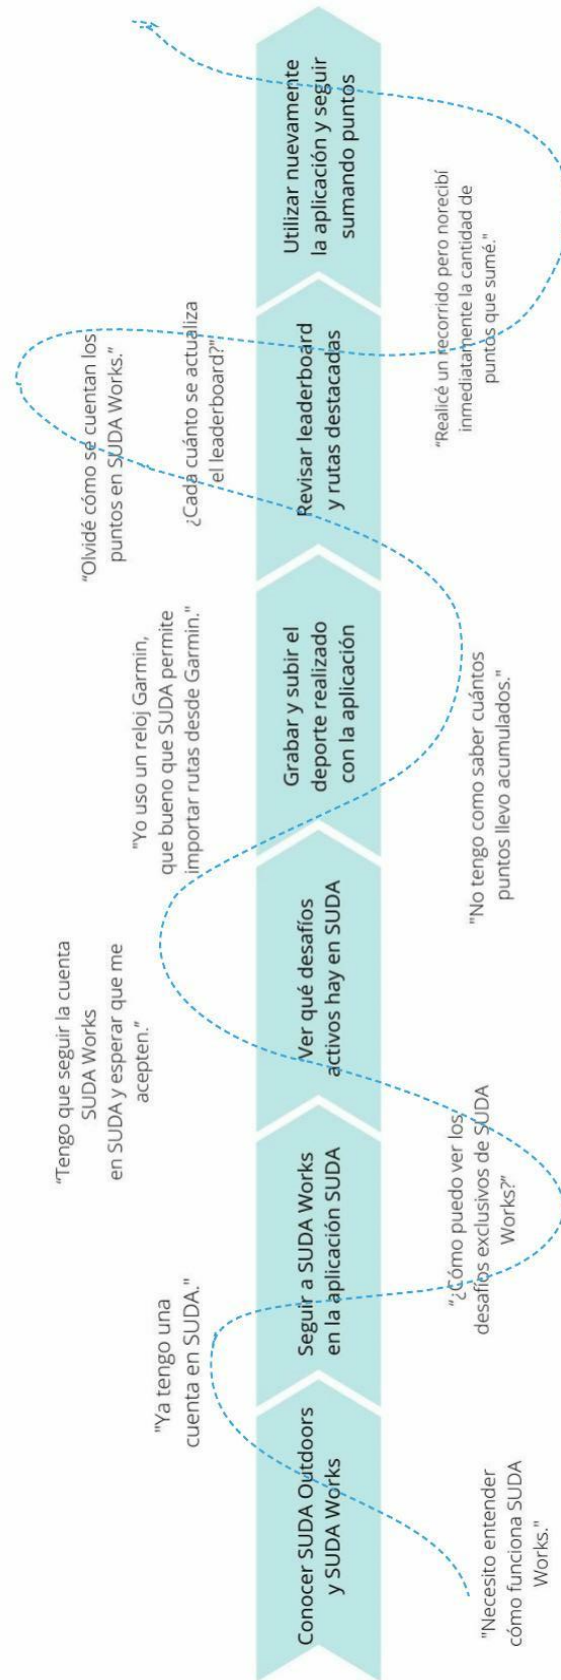 "Necesito entender
cómo funciona SUDA
Works."
Conocer SUDA Outdoors
y SUDA Works
"Ya tengo una
cuenta en SUDA."
Seguir a SUDA Works
en la aplicación SUDA
“¿Cómo puedo ver los
desafíos exclusivos de SUDA
Works?”
“Tengo que seguir la cuenta
SUDA Works
en SUDA y esperar que me
acepten.”
Ver qué desafíos
activos hay en SUDA
"Yo uso un reloj Garmin,
que bueno que SUDA permite
importar rutas desde Garmin."
Grabar y subir el
deporte realizado
con la aplicación
"No tengo como saber cuántos
puntos llevo acumulados."
“Olvidé cómo se cuentan los
puntos en SUDA Works.”
¿Cada cuánto se actualiza
el leaderboard?"
Revisar leaderboard
y rutas destacadas
“Realicé un recorrido pero norecibí
inmediatamente la cantidad de
puntos que sumé."
Utilizar nuevamente
la aplicación y seguir
sumando puntos